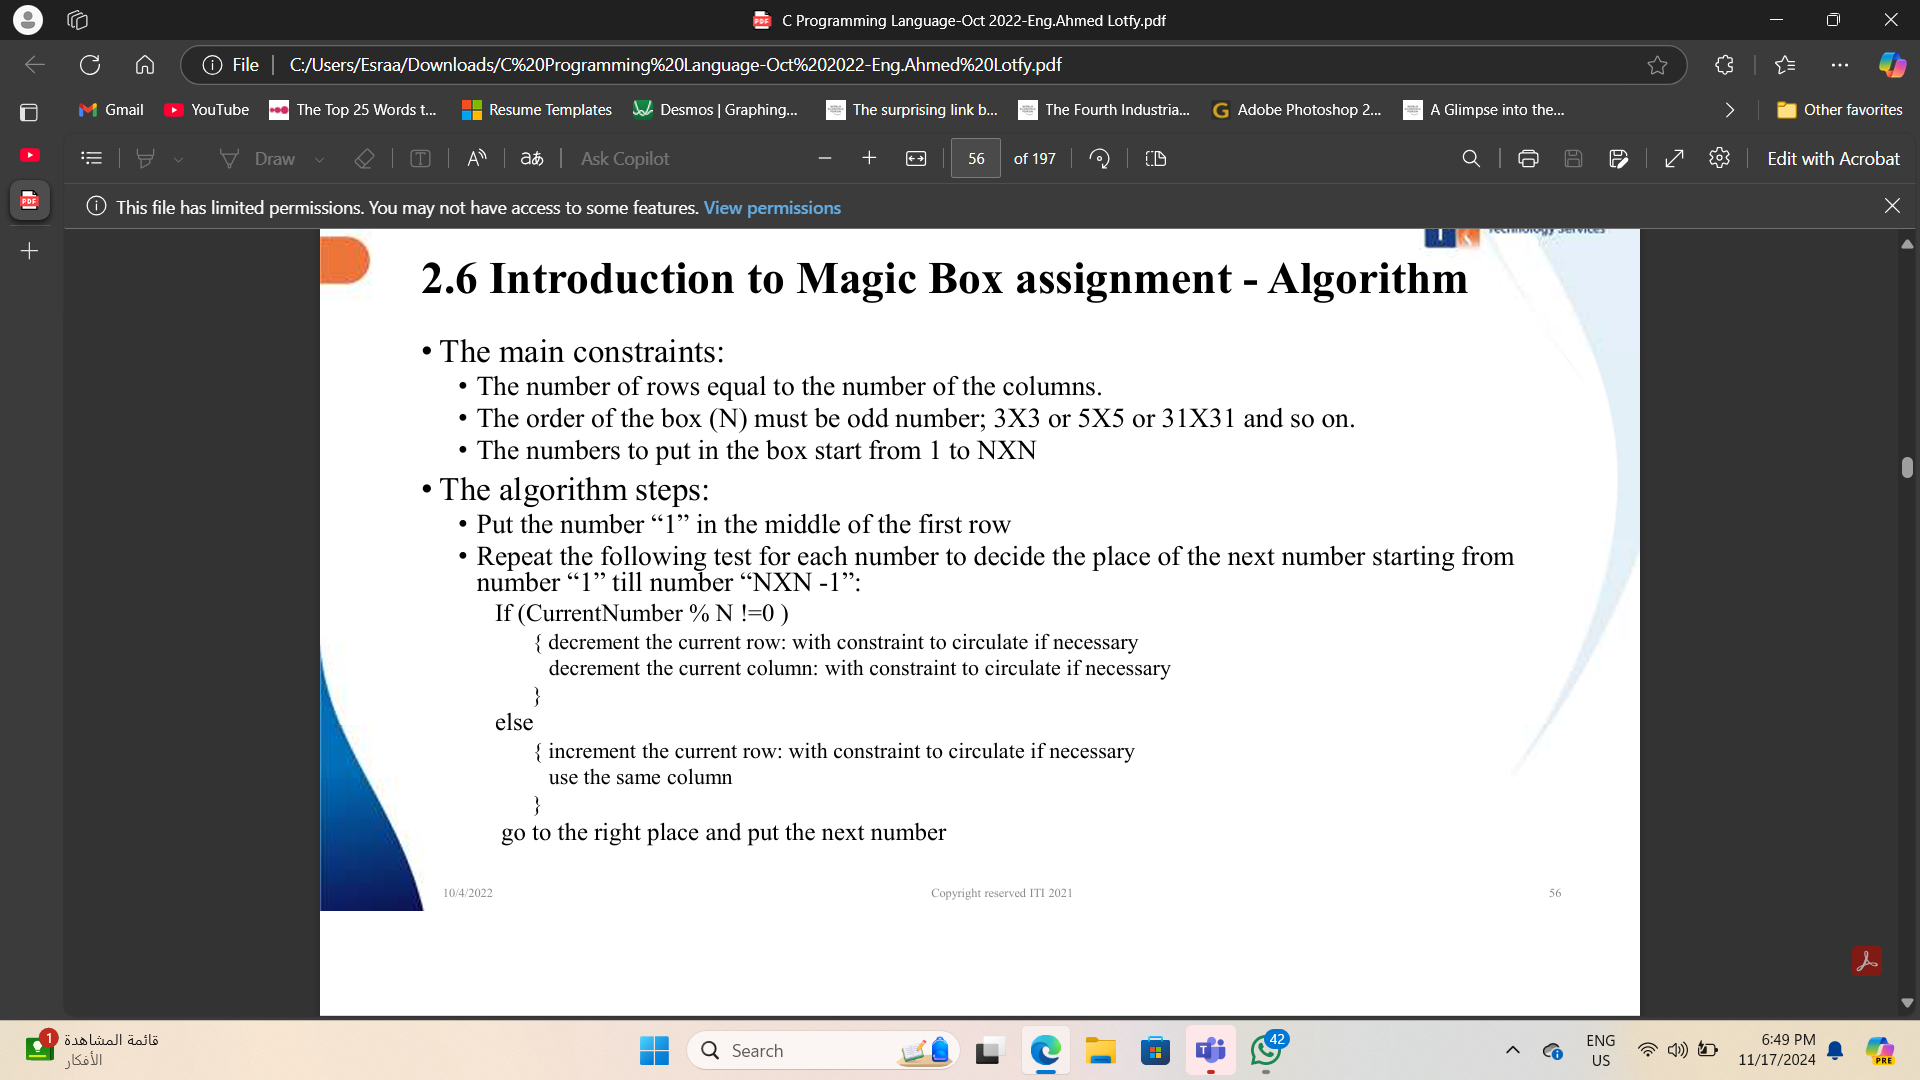 C Programming Language-Oct 2022-Eng.Ahmed Lotfy.pdf
File
C:/Users/Esraa/Downloads/C%20Programming%20Language-Oct%202022-Eng.Ahmed%20Lotfy.pdf
Gmail
YouTube
The Top 25 Words t...
Resume Templates
Desmos | Graphing...
The surprising link b...
The Fourth Industria...
Adobe Photoshop 2...
A Glimpse into the...
Other favorites
Draw
Ask Copilot
56
of 197
Edit with Acrobat
This file has limited permissions. You may not have access to some features. View permissions
Technology Services
2.6 Introduction to Magic Box assignment - Algorithm
• The main constraints:
• The number of rows equal to the number of the columns.
• The order of the box (N) must be odd number; 3X3 or 5X5 or 31X31 and so on.
• The numbers to put in the box start from 1 to NXN
• The algorithm steps:
• Put the number “1” in the middle of the first row
• Repeat the following test for each number to decide the place of the next number starting from
number “1” till number “NXN -1”:
If (CurrentNumber % N !=0 )
{ decrement the current row: with constraint to circulate if necessary
decrement the current column: with constraint to circulate if necessary
}
else
{ increment the current row: with constraint to circulate if necessary
use the same column
}
go to the right place and put the next number
10/4/2022
Copyright reserved ITI 2021
56
1
قائمة المشاهدة
الأفكار
Search
42
ENG
US
6:49 PM
11/17/2024
PRE